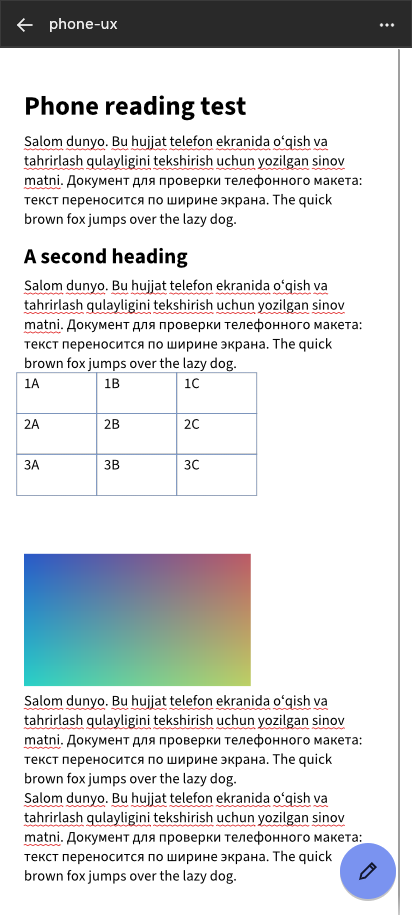 phone-ux
Phone reading test
Salom dunyo. Bu hujjat telefon ekranida oʻqish va
tahrirlash qulayligini tekshirish uchun yozilgan sinov
matni. Документ для проверки телефонного макета:
текст переносится по ширине экрана. The quick
brown fox jumps over the lazy dog.
A second heading
Salom dunyo. Bu hujjat telefon ekranida oʻqish va
tahrirlash qulayligini tekshirish uchun yozilgan sinov
matni. Документ для проверки телефонного макета:
текст переносится по ширине экрана. The quick
brown fox jumps over the lazy dog.
1A 1B 1C
2A 2B 2C
3A 3B 3C
Salom dunyo. Bu hujjat telefon ekranida oʻqish va
tahrirlash qulayligini tekshirish uchun yozilgan sinov
matni. Документ для проверки телефонного макета:
текст переносится по ширине экрана. The quick
brown fox jumps over the lazy dog.
Salom dunyo. Bu hujjat telefon ekranida oʻqish va
tahrirlash qulayligini tekshirish uchun yozilgan sinov
matni. Документ для проверки телефонного макета:
текст переносится по ширине экрана. The quick
brown fox jumps over the lazy dog.